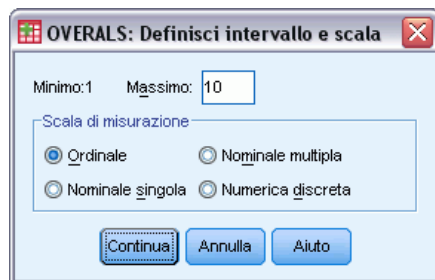 OVERALS: Definisci intervallo e scala
Minimo:1 Massimo: 10
Scala di misurazione
Ordinale Nominale multipla
Nominale singola Numerica discreta
Continua Annulla Aiuto